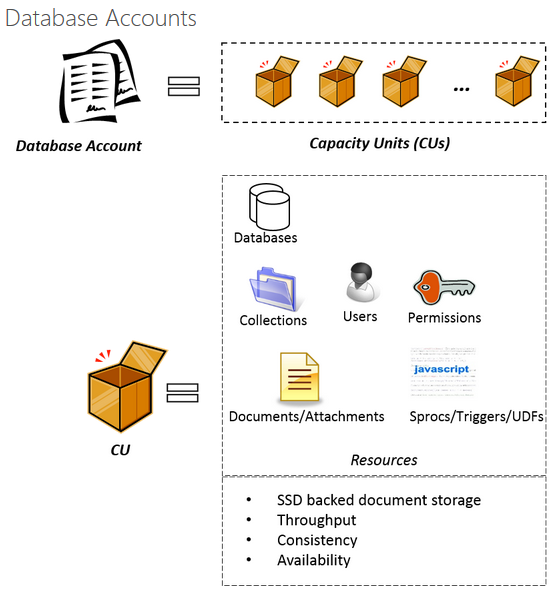 Database Accounts
...
Database Account
Capacity Units (CUs)
Databases
Collections
Users
Permissions
javascript
Documents/Attachments
Sprocs/Triggers/UDFs
CU
Resources
• SSD backed document storage
• Throughput
• Consistency
• Availability